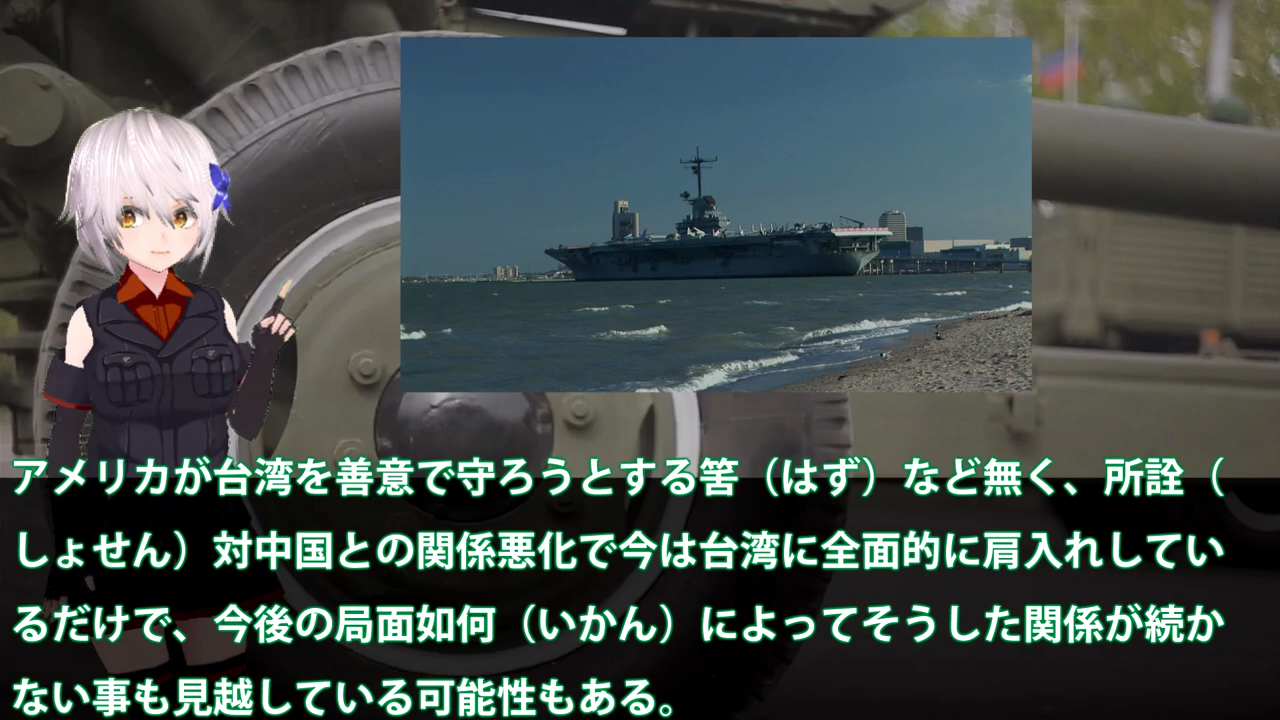 アメリカが台湾を善意で守ろうとする筈（はず）など無く、所詮（
しょせん）対中国との関係悪化で今は台湾に全面的に肩入れしてい
るだけで、今後の局面如何（いかん）によってそうした関係が続か
ない事も見越している可能性もある。